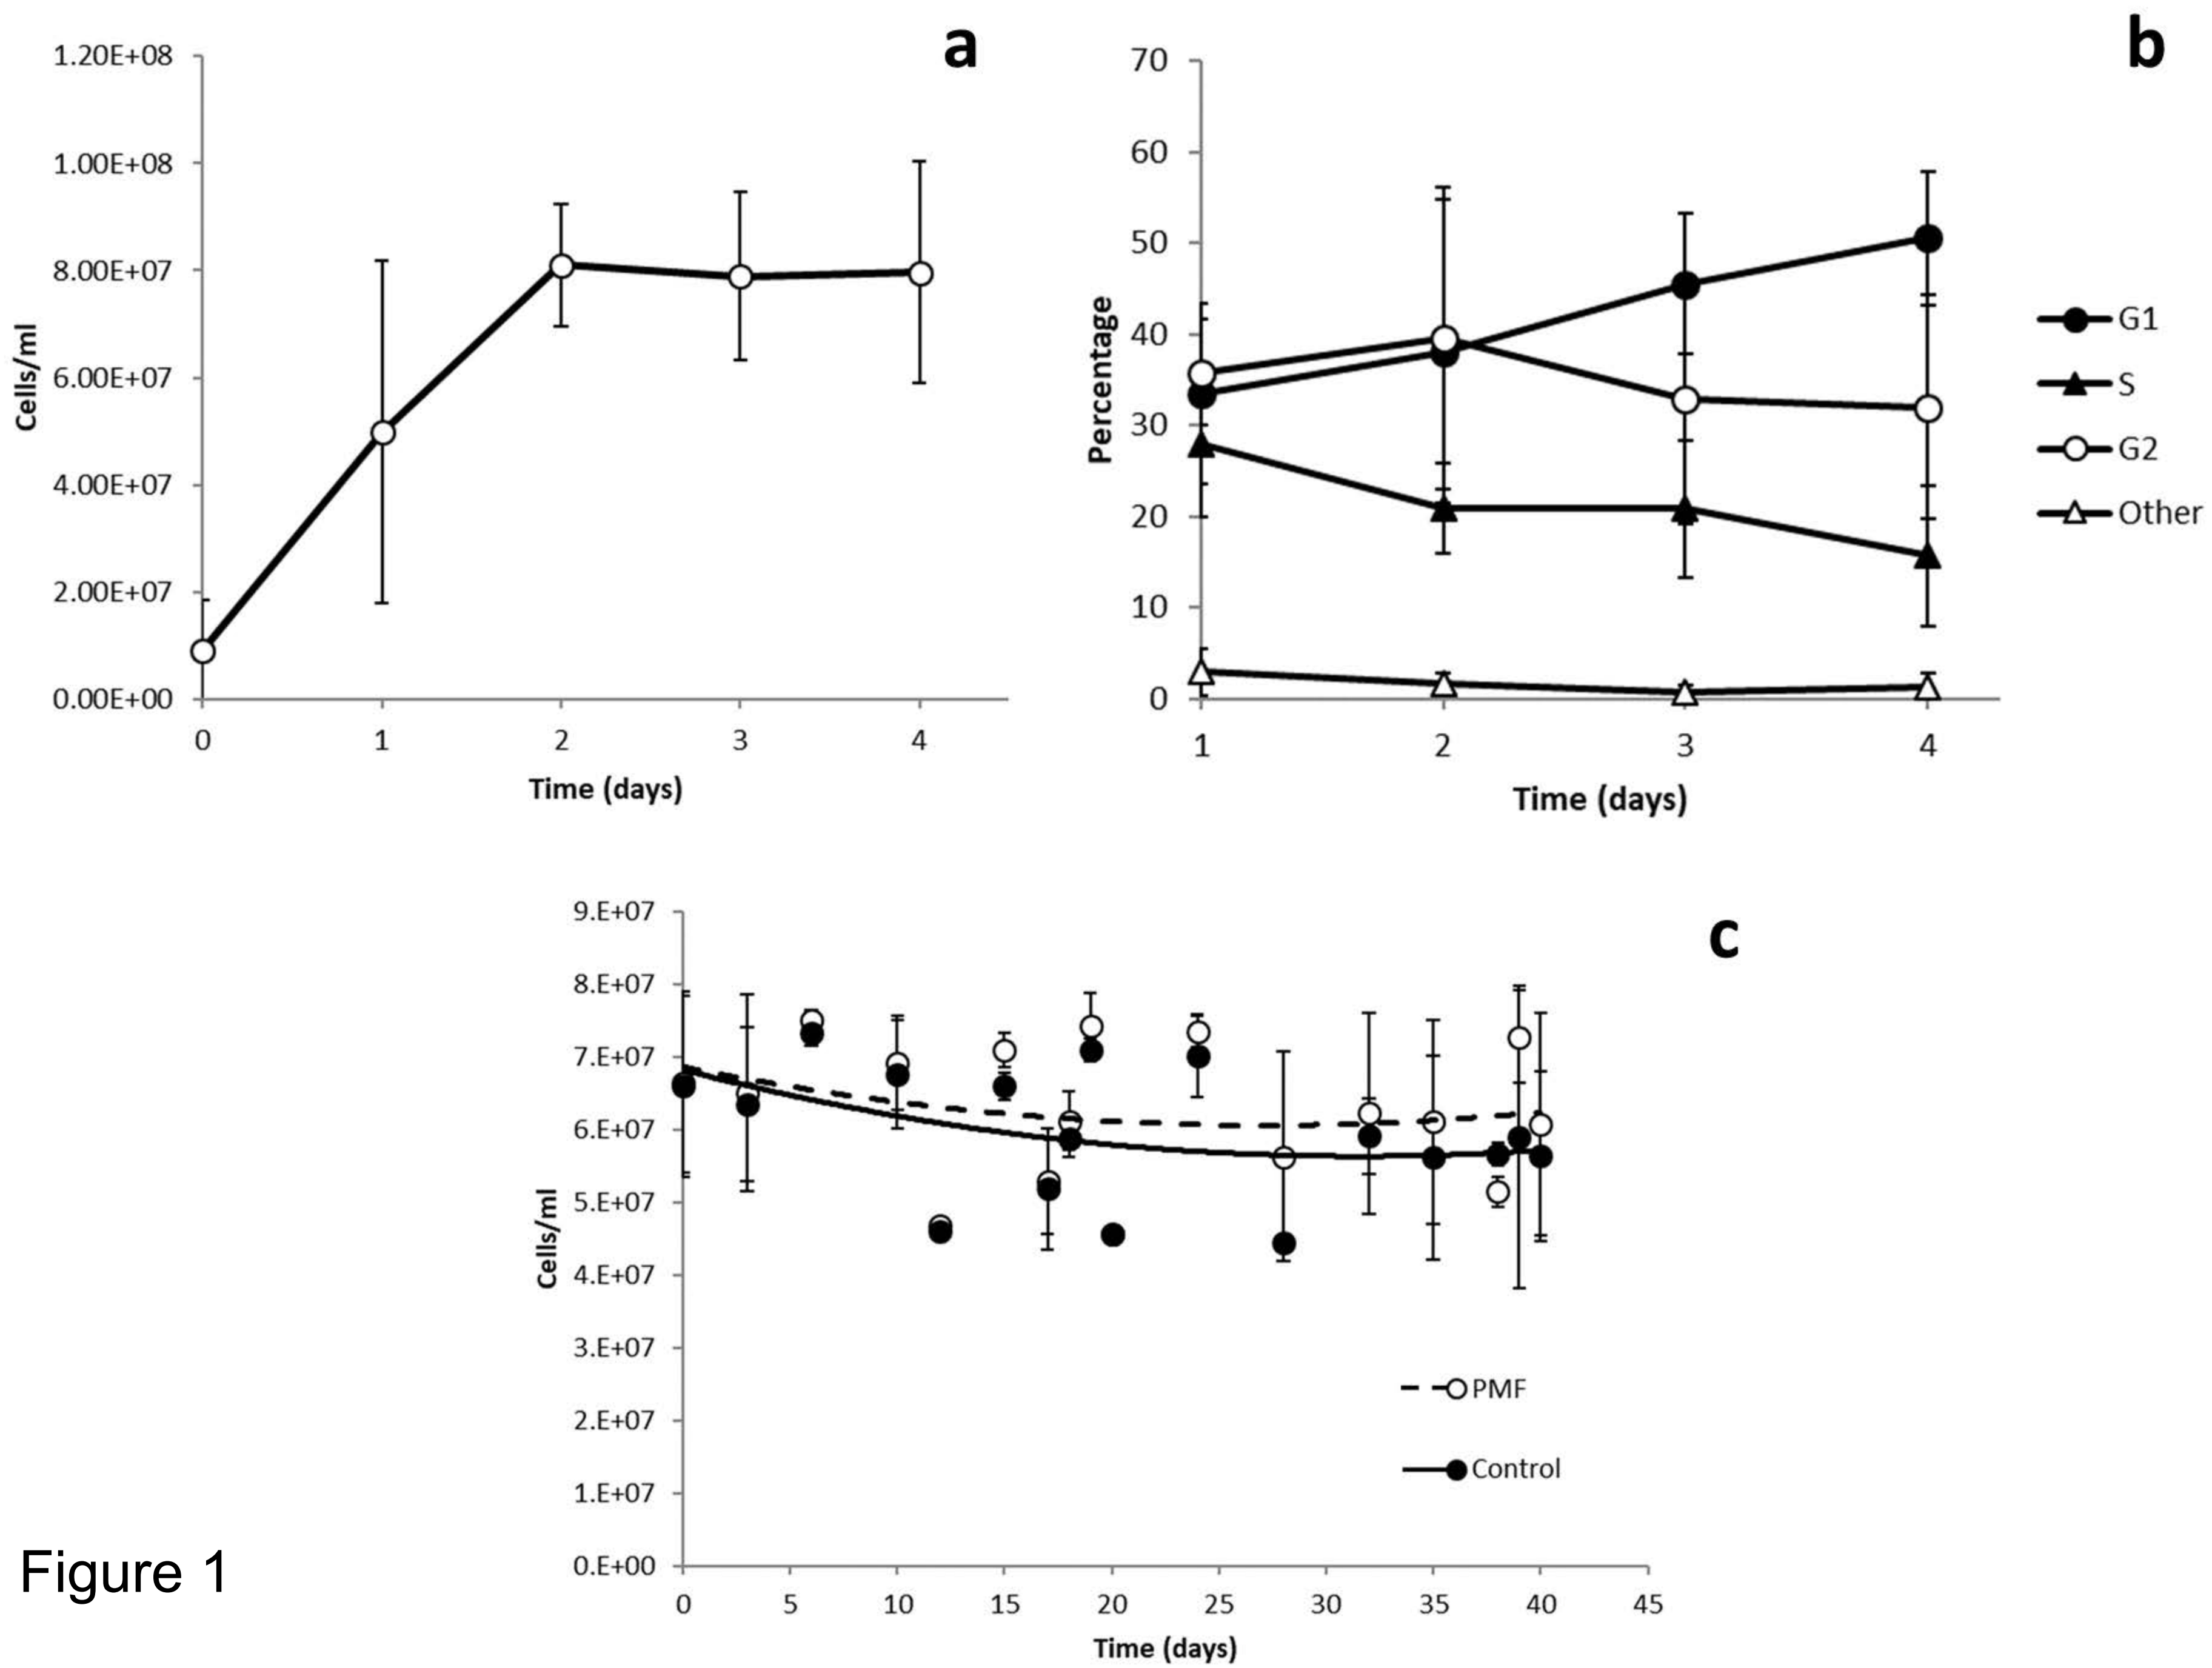 a
1.20E+08
1.00E+08
8.00E+07
6.00E+07
4.00E+07
2.00E+07
0.00E+00
Cells/ml
0 1 2 3 4
Time (days)
b
70
60
50
40
30
20
10
0
Percentage
1 2 3 4
Time (days)
G1
S
G2
Other
c
9.E+07
8.E+07
7.E+07
6.E+07
5.E+07
4.E+07
3.E+07
2.E+07
1.E+07
0.E+00
Cells/ml
0 5 10 15 20 25 30 35 40 45
Time (days)
PMF
Control
Figure 1